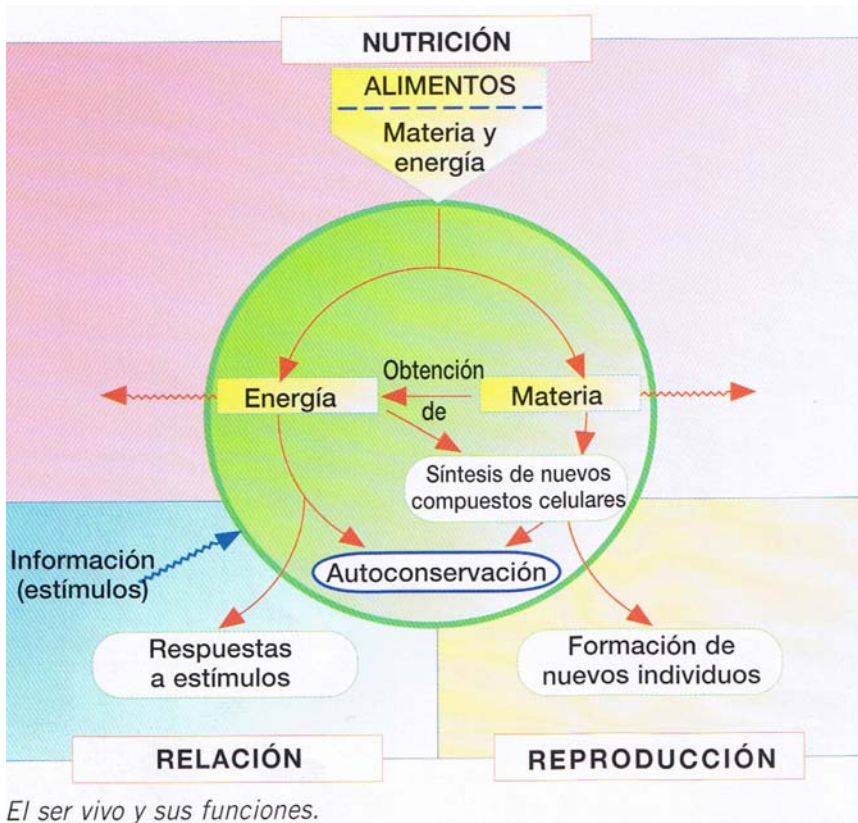 NUTRICIÓN
ALIMENTOS
Materia y
energía
Obtención
de
Energía
Materia
Síntesis de nuevos
compuestos celulares
Información
(estímulos)
Autoconservación
Respuestas
a estímulos
Formación de
nuevos individuos
RELACIÓN
REPRODUCCIÓN
El ser vivo y sus funciones.